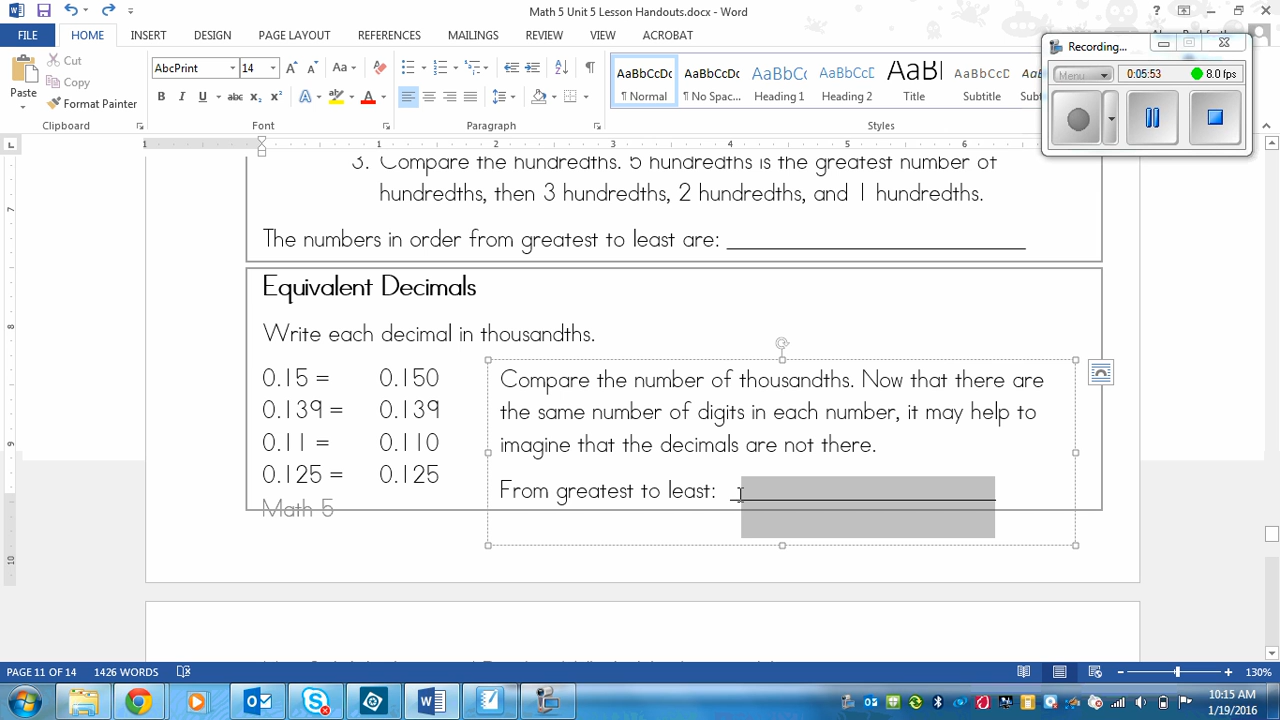 Math 5 Unit 5 Lesson Handouts.docx - Word
FILE HOME INSERT DESIGN PAGE LAYOUT REFERENCES MAILINGS REVIEW VIEW ACROBAT
Recording...
Menu 0:05:53 8.0 fps
Paste
Cut
Copy
Format Painter
AbcPrint 14
AaBbCcDc AaBbCcDc AaBbCc AaBbCc AaBl AaBbCcD
¶ Normal ¶ No Spac... Heading 1 Heading 2 Title Subtitle
Clipboard Font Paragraph Styles
3. Compare the hundredths. 5 hundredths is the greatest number of
hundredths, then 3 hundredths, 2 hundredths, and 1 hundredths.
The numbers in order from greatest to least are:
Equivalent Decimals
Write each decimal in thousandths.
0.15 = 0.150
0.139 = 0.139
0.11 = 0.110
0.125 = 0.125
Compare the number of thousandths. Now that there are
the same number of digits in each number, it may help to
imagine that the decimals are not there.
From greatest to least:
Math 5
PAGE 11 OF 14 1426 WORDS 130%
10:15 AM
1/19/2016